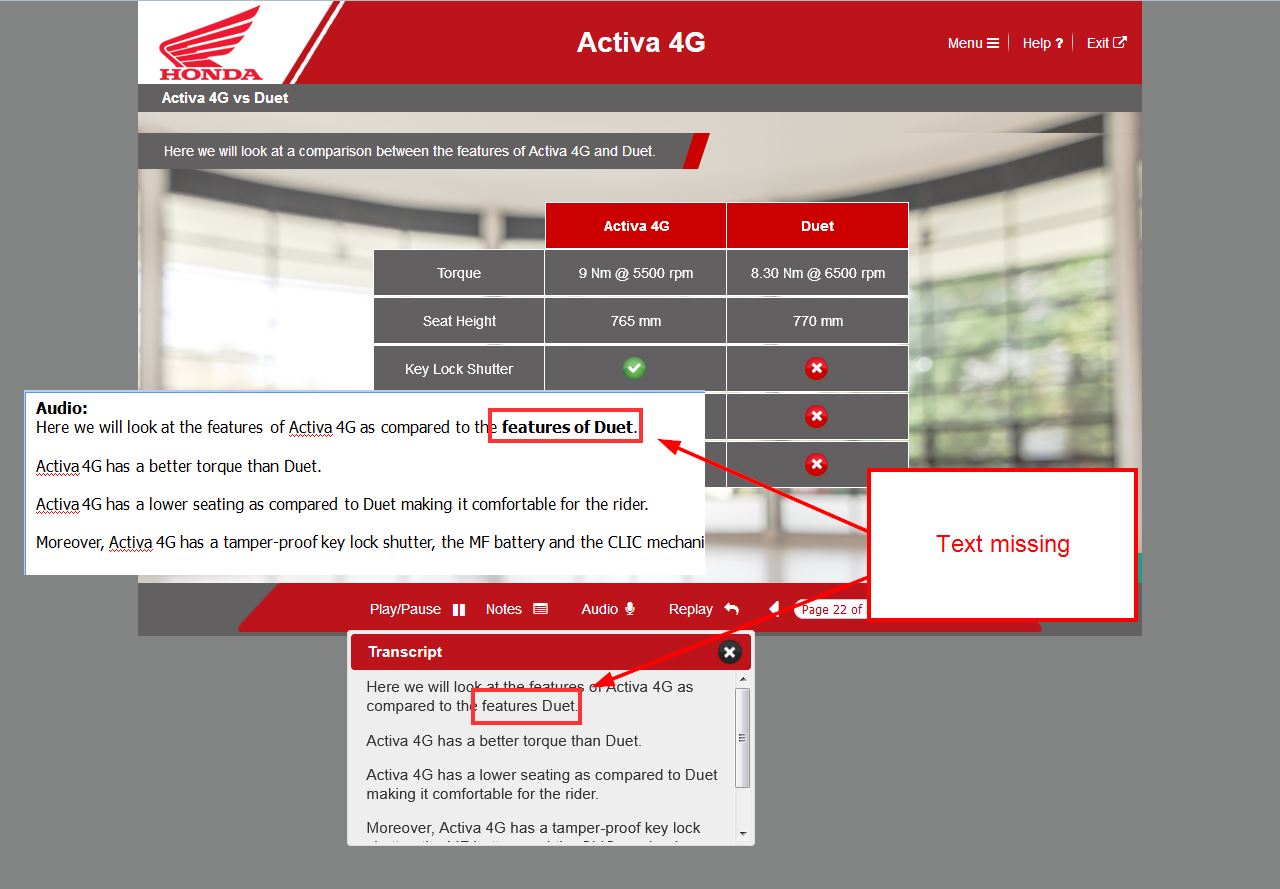 HONDA
Activa 4G
Menu
Help ?
Exit
Activa 4G vs Duet
Here we will look at a comparison between the features of Activa 4G and Duet.
Activa 4G Duet
Torque 9 Nm @ 5500 rpm 8.30 Nm @ 6500 rpm
Seat Height 765 mm 770 mm
Key Lock Shutter
Audio:
Here we will look at the features of Activa 4G as compared to the features of Duet.
Activa 4G has a better torque than Duet.
Activa 4G has a lower seating as compared to Duet making it comfortable for the rider.
Moreover, Activa 4G has a tamper-proof key lock shutter, the MF battery and the CLIC mechani
Text missing
Play/Pause Notes Audio Replay Page 22 of
Transcript
Here we will look at the features of Activa 4G as
compared to the features Duet.
Activa 4G has a better torque than Duet.
Activa 4G has a lower seating as compared to Duet
making it comfortable for the rider.
Moreover, Activa 4G has a tamper-proof key lock